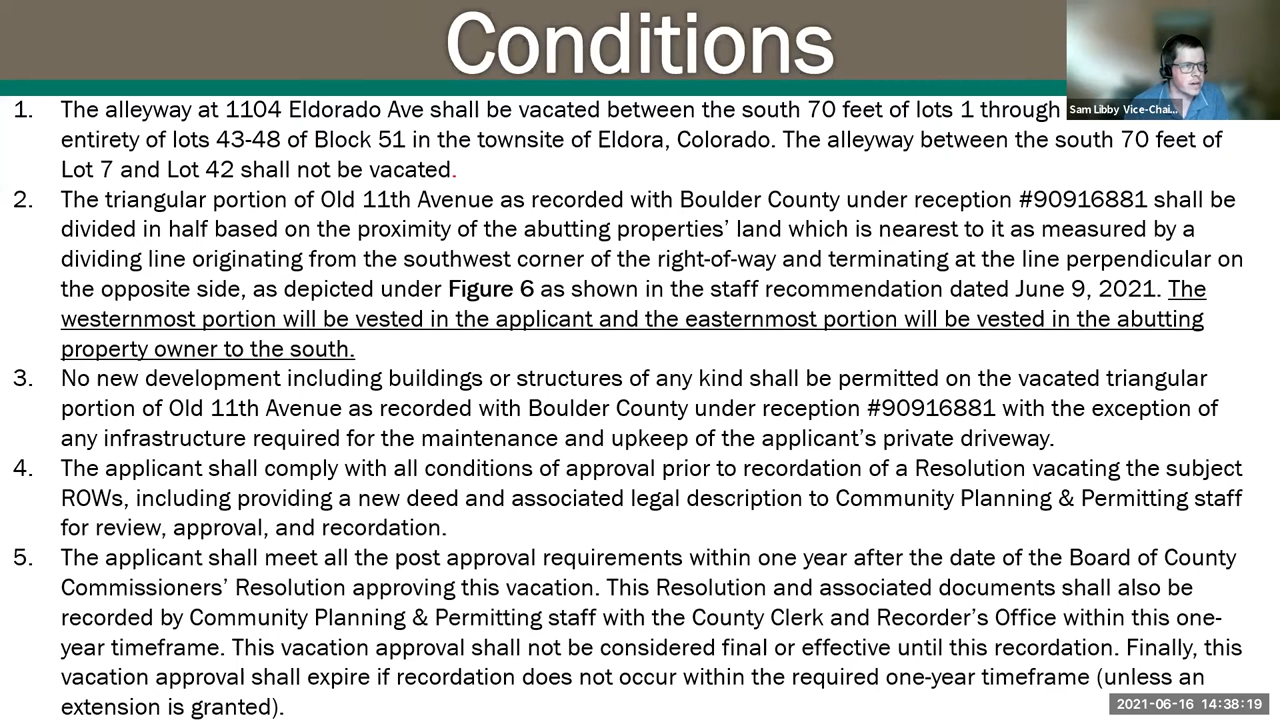 Conditions
Sam Libby Vice-Chai...
1. The alleyway at 1104 Eldorado Ave shall be vacated between the south 70 feet of lots 1 through
entirety of lots 43-48 of Block 51 in the townsite of Eldora, Colorado. The alleyway between the south 70 feet of
Lot 7 and Lot 42 shall not be vacated.
2. The triangular portion of Old 11th Avenue as recorded with Boulder County under reception #90916881 shall be
divided in half based on the proximity of the abutting properties’ land which is nearest to it as measured by a
dividing line originating from the southwest corner of the right-of-way and terminating at the line perpendicular on
the opposite side, as depicted under Figure 6 as shown in the staff recommendation dated June 9, 2021. The
westernmost portion will be vested in the applicant and the easternmost portion will be vested in the abutting
property owner to the south.
3. No new development including buildings or structures of any kind shall be permitted on the vacated triangular
portion of Old 11th Avenue as recorded with Boulder County under reception #90916881 with the exception of
any infrastructure required for the maintenance and upkeep of the applicant’s private driveway.
4. The applicant shall comply with all conditions of approval prior to recordation of a Resolution vacating the subject
ROWs, including providing a new deed and associated legal description to Community Planning & Permitting staff
for review, approval, and recordation.
5. The applicant shall meet all the post approval requirements within one year after the date of the Board of County
Commissioners’ Resolution approving this vacation. This Resolution and associated documents shall also be
recorded by Community Planning & Permitting staff with the County Clerk and Recorder’s Office within this one-
year timeframe. This vacation approval shall not be considered final or effective until this recordation. Finally, this
vacation approval shall expire if recordation does not occur within the required one-year timeframe (unless an
extension is granted).
2021-06-16 14:38:19